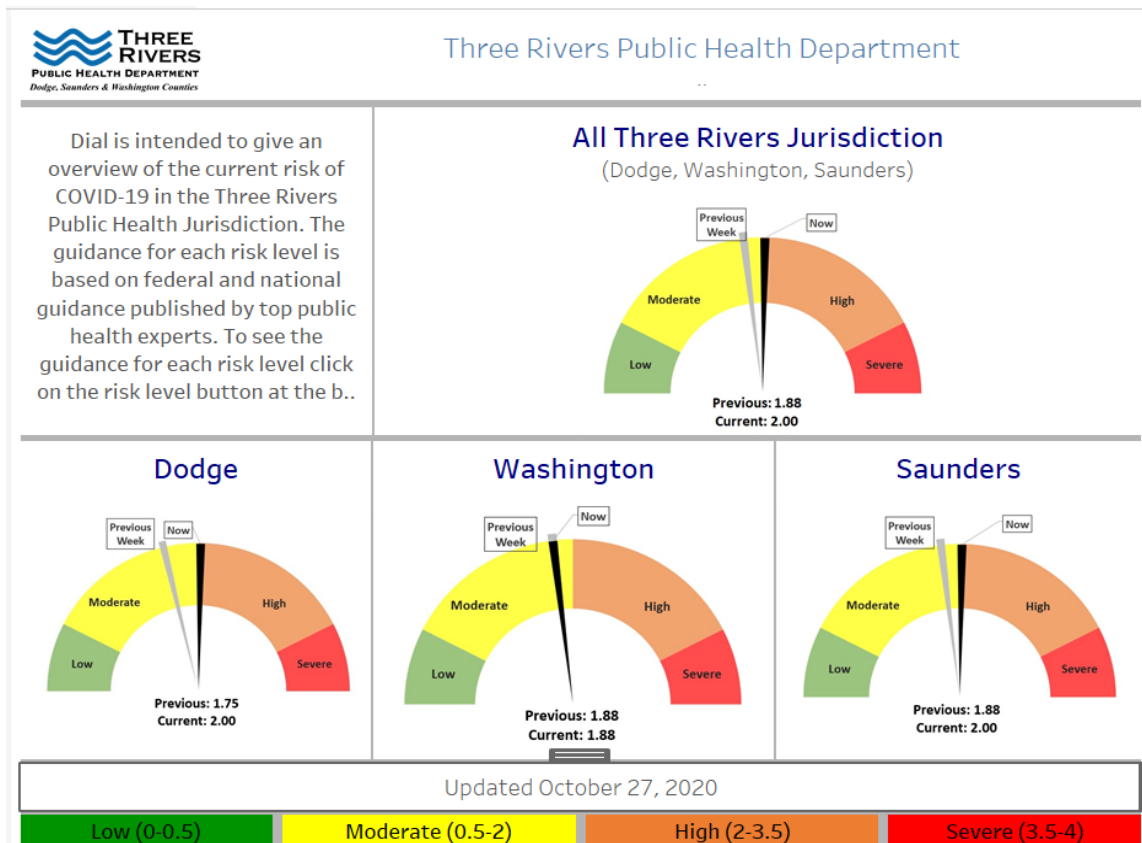 THREE
RIVERS
PUBLIC HEALTH DEPARTMENT
Dodge, Saunders & Washington Counties
Three Rivers Public Health Department
..
Dial is intended to give an
overview of the current risk of
COVID-19 in the Three Rivers
Public Health Jurisdiction. The
guidance for each risk level is
based on federal and national
guidance published by top public
health experts. To see the
guidance for each risk level click
on the risk level button at the b..
All Three Rivers Jurisdiction
(Dodge, Washington, Saunders)
Previous
Week
Now
Moderate
High
Low
Severe
Previous: 1.88
Current: 2.00
Dodge
Previous
Week
Now
Moderate
High
Low
Severe
Previous: 1.75
Current: 2.00
Washington
Previous
Week
Now
Moderate
High
Low
Severe
Previous: 1.88
Current: 1.88
Saunders
Previous
Week
Now
Moderate
High
Low
Severe
Previous: 1.88
Current: 2.00
Updated October 27, 2020
Low (0-0.5)
Moderate (0.5-2)
High (2-3.5)
Severe (3.5-4)